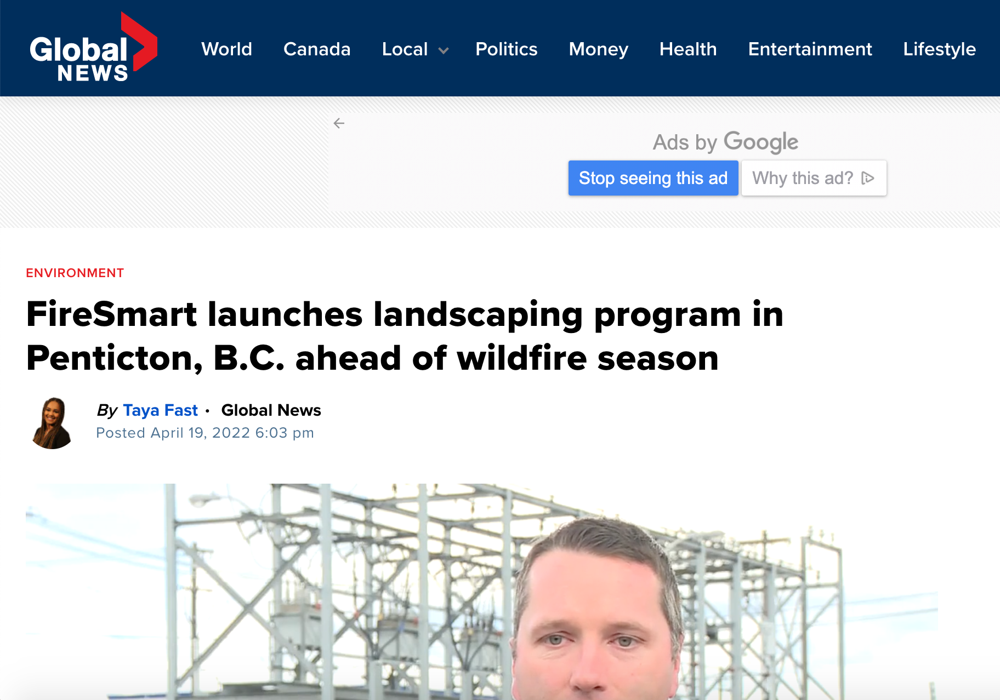 Global
NEWS
World Canada Local Politics Money Health Entertainment Lifestyle
Ads by Google
Stop seeing this ad Why this ad?
ENVIRONMENT
FireSmart launches landscaping program in
Penticton, B.C. ahead of wildfire season
By Taya Fast • Global News
Posted April 19, 2022 6:03 pm